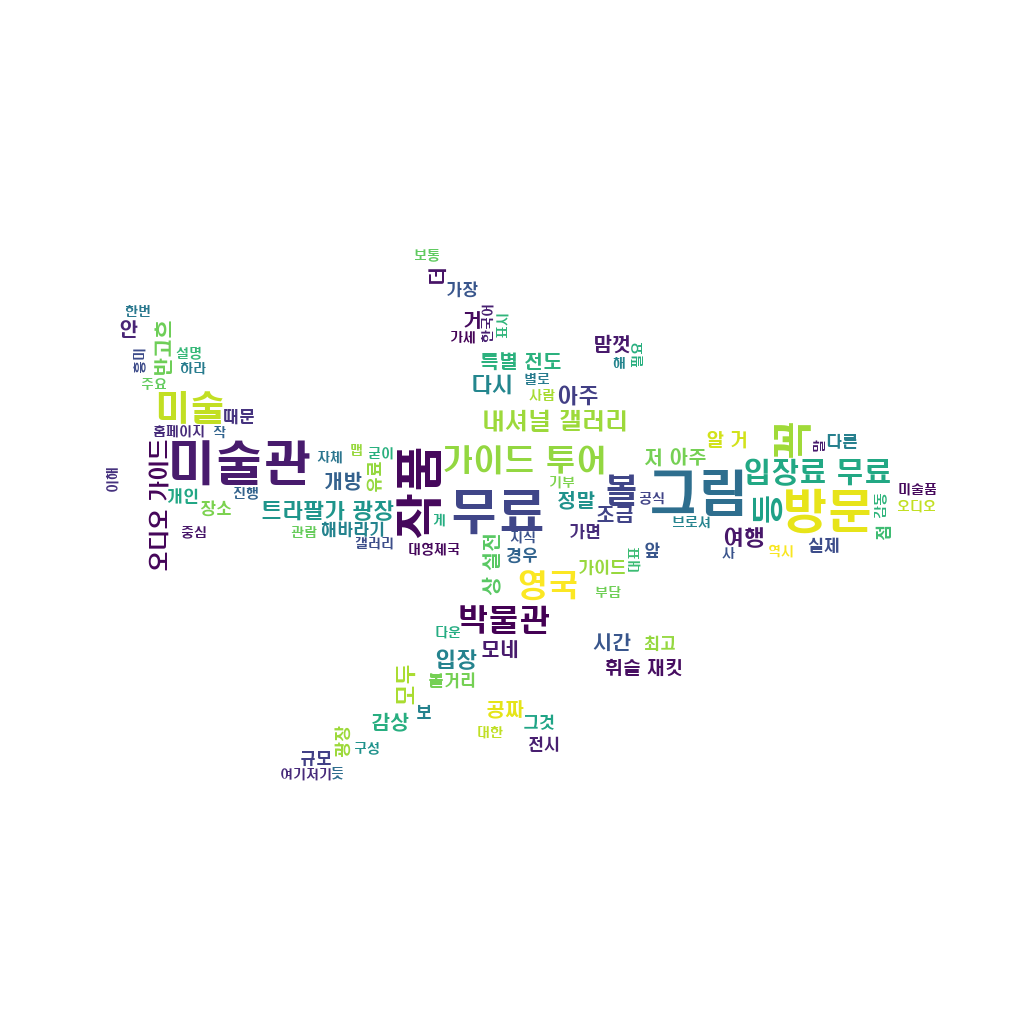 보통
더
가장
한번
안
거
한국어
표시
반고흐
가세
맘껏
흥미
설명
하라
특별 전도
해
필요
주요
다시
별로
사람
아주
미술
때문
내셔널 갤러리
홈페이지
작
꽉
알 거
말
다른
미술관
자체
맵
굳이
가이드 투어
저 아주
입장료 무료
이해
오디오 가이드
개인
진행
개방
유료
작품
기부
볼
그림
등
방문
감동
미술품
오디오
장소
트라팔가 광장
게
무료
정말
공식
조금
브로셔
점
중심
관람
해바라기
갤러리
대영제국
지식
가면
여행
실제
상 설전
경우
가이드
표
대
앞
사
역시
영국
부담
박물관
다운
모네
시간
최고
입장
볼거리
휘슬 재킷
모두
감상
보
공짜
그것
대한
전시
광장
구성
규모
여기저기
듯